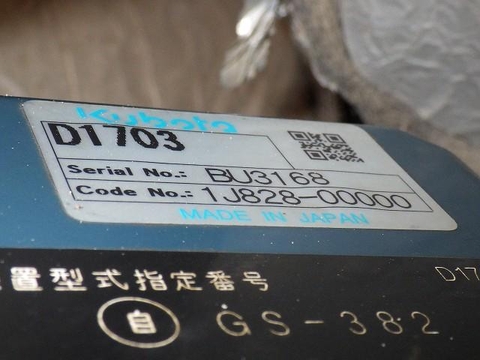 Kubota
D1703
Serial No.: BU3168
Code No.: 1J828-00000
MADE IN JAPAN
置型式指定番号 D17
自 GS-382